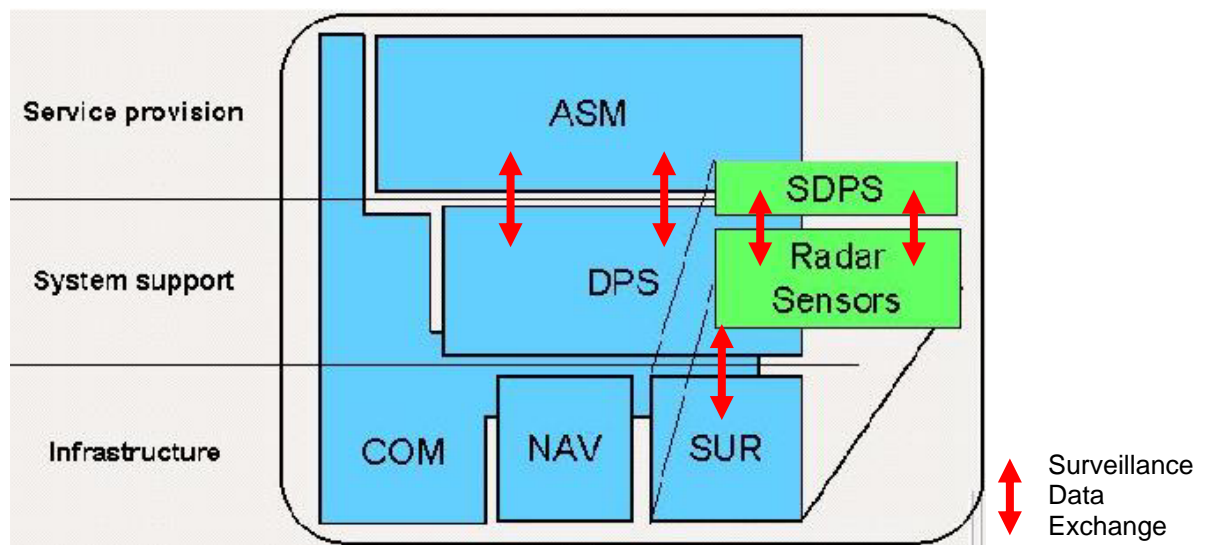 Service provision
ASM
SDPS
System support
DPS
Radar
Sensors
Infrastructure
COM
NAV
SUR
Surveillance
Data
Exchange